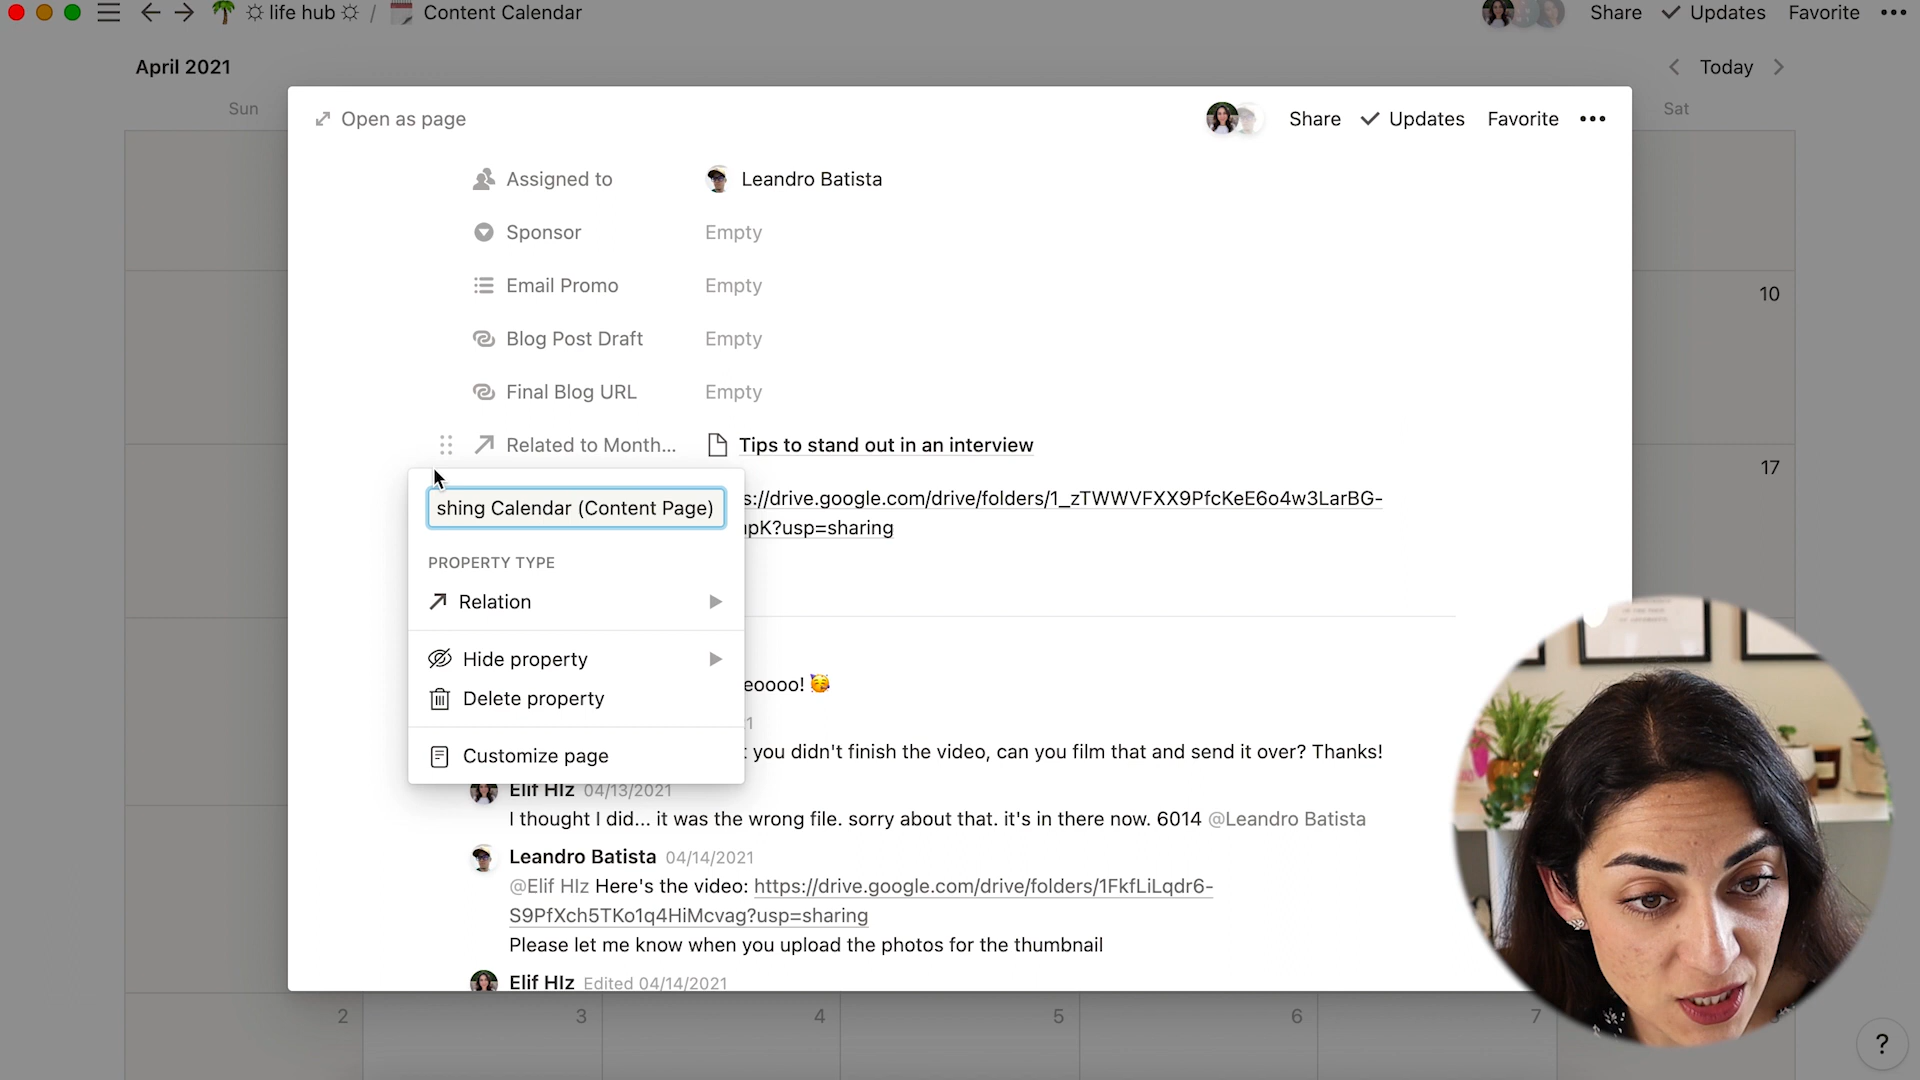 life hub / Content Calendar
Share Updates Favorite
April 2021
Today
Sun
Sat
Open as page
Share Updates Favorite
Assigned to Leandro Batista
Sponsor Empty
Email Promo Empty
Blog Post Draft Empty
Final Blog URL Empty
Related to Month... Tips to stand out in an interview
shing Calendar (Content Page)
s://drive.google.com/drive/folders/1_zTWWVFXX9PfcKeE6o4w3LarBG-
pK?usp=sharing
PROPERTY TYPE
Relation
Hide property
Delete property
Customize page
eoooo! 🥳
1
you didn't finish the video, can you film that and send it over? Thanks!
Elif Hlz 04/13/2021
I thought I did... it was the wrong file. sorry about that. it's in there now. 6014 @Leandro Batista
Leandro Batista 04/14/2021
@Elif Hlz Here's the video: https://drive.google.com/drive/folders/1FkfLiLqdr6-
S9PfXch5TKo1q4HiMcvag?usp=sharing
Please let me know when you upload the photos for the thumbnail
Elif Hlz Edited 04/14/2021
10
17
2 3 4 5 6 7
?